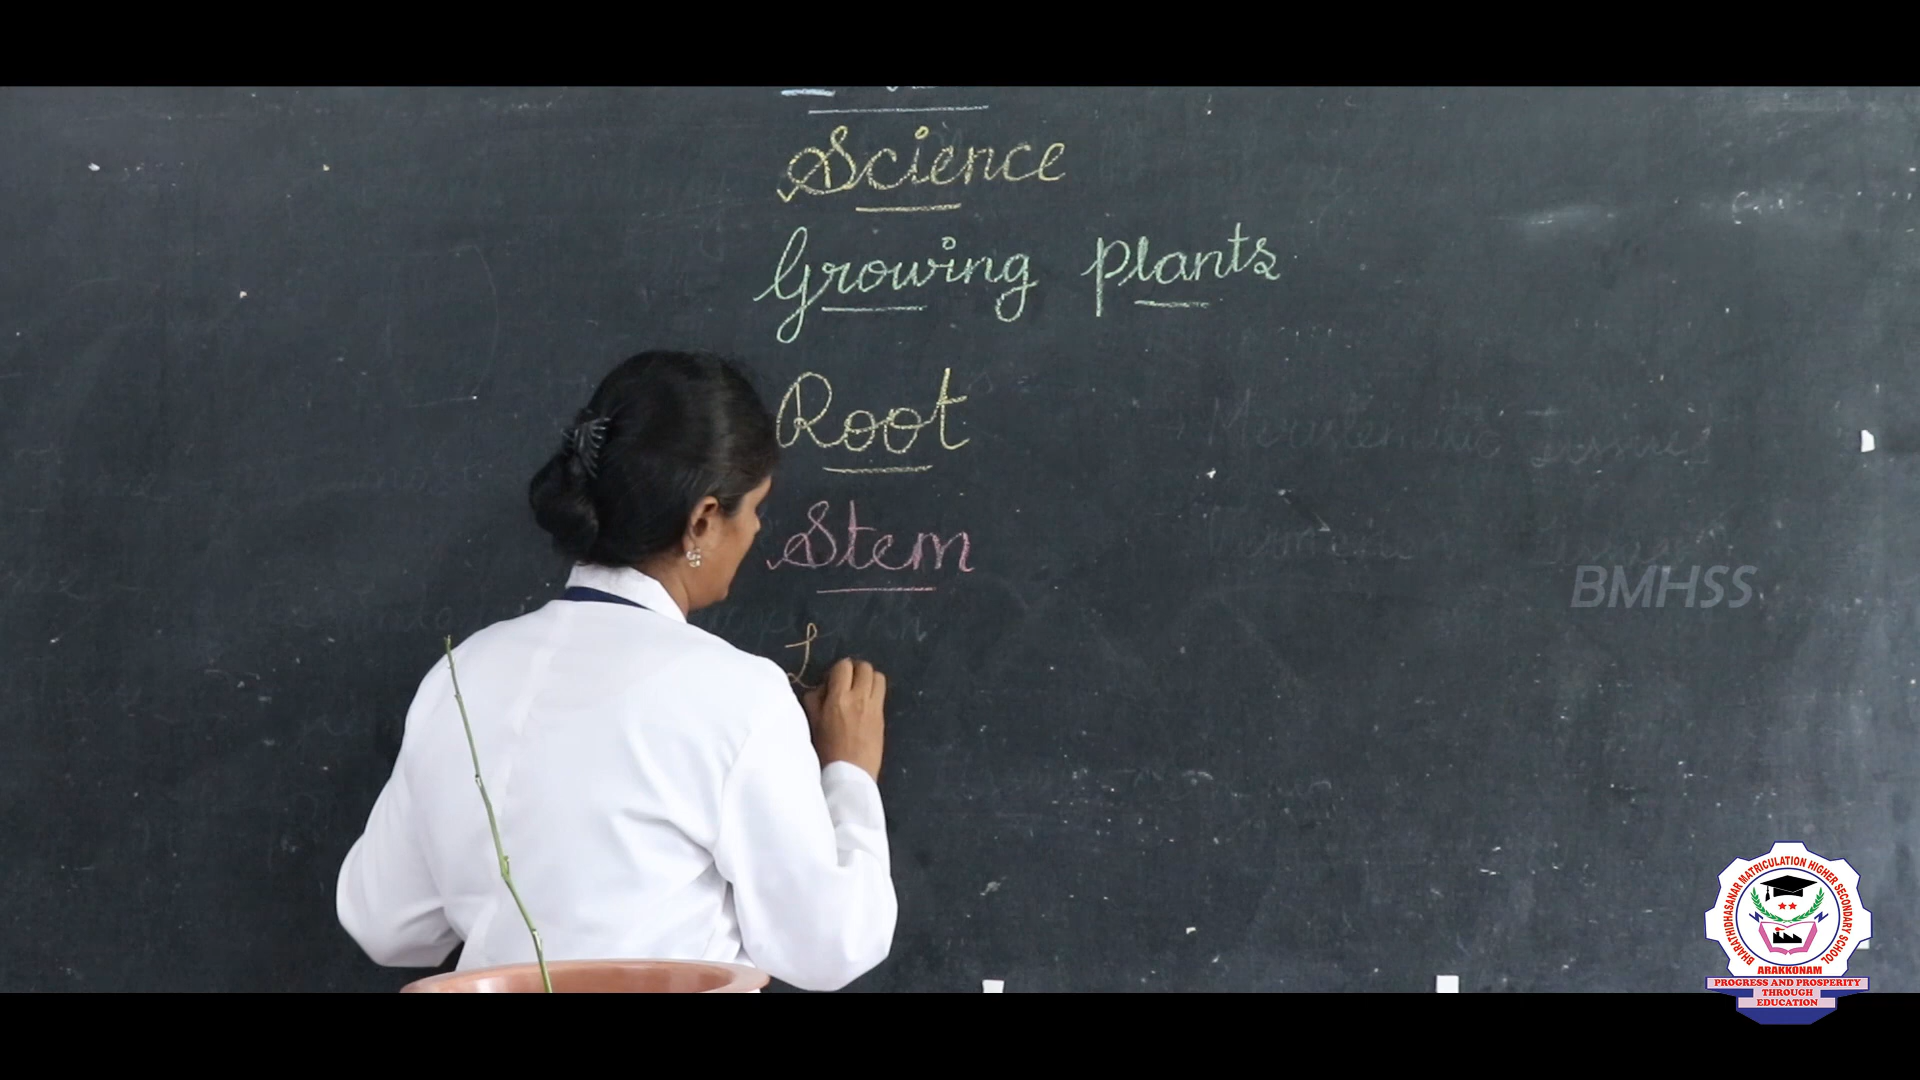 Science
Growing plants
Root
Stem
L
BMHSS
BHARATHIDHASANAR MATRICULATION HIGHER SECONDARY SCHOOL
ARAKKONAM
PROGRESS AND PROSPERITY
THROUGH
EDUCATION